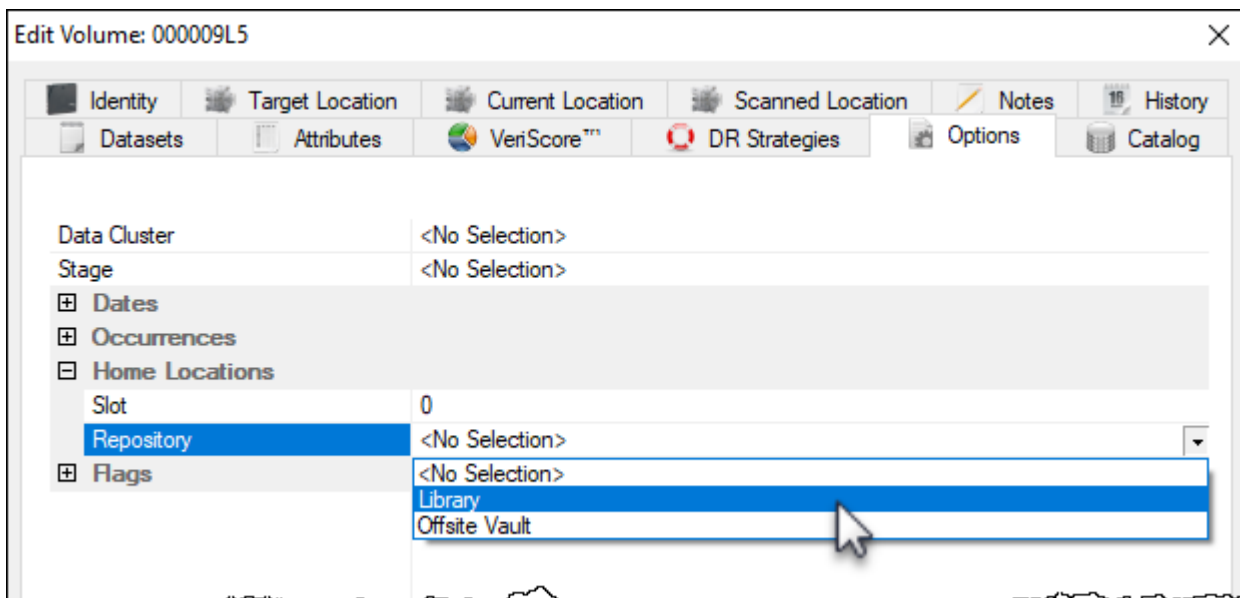 Edit Volume: 000009L5
Identity Target Location Current Location Scanned Location Notes 16 History
Datasets Attributes VeriScore™ DR Strategies Options Catalog
Data Cluster <No Selection>
Stage <No Selection>
Dates
Occurrences
Home Locations
Slot 0
Repository <No Selection>
Flags <No Selection>
Library
Offsite Vault